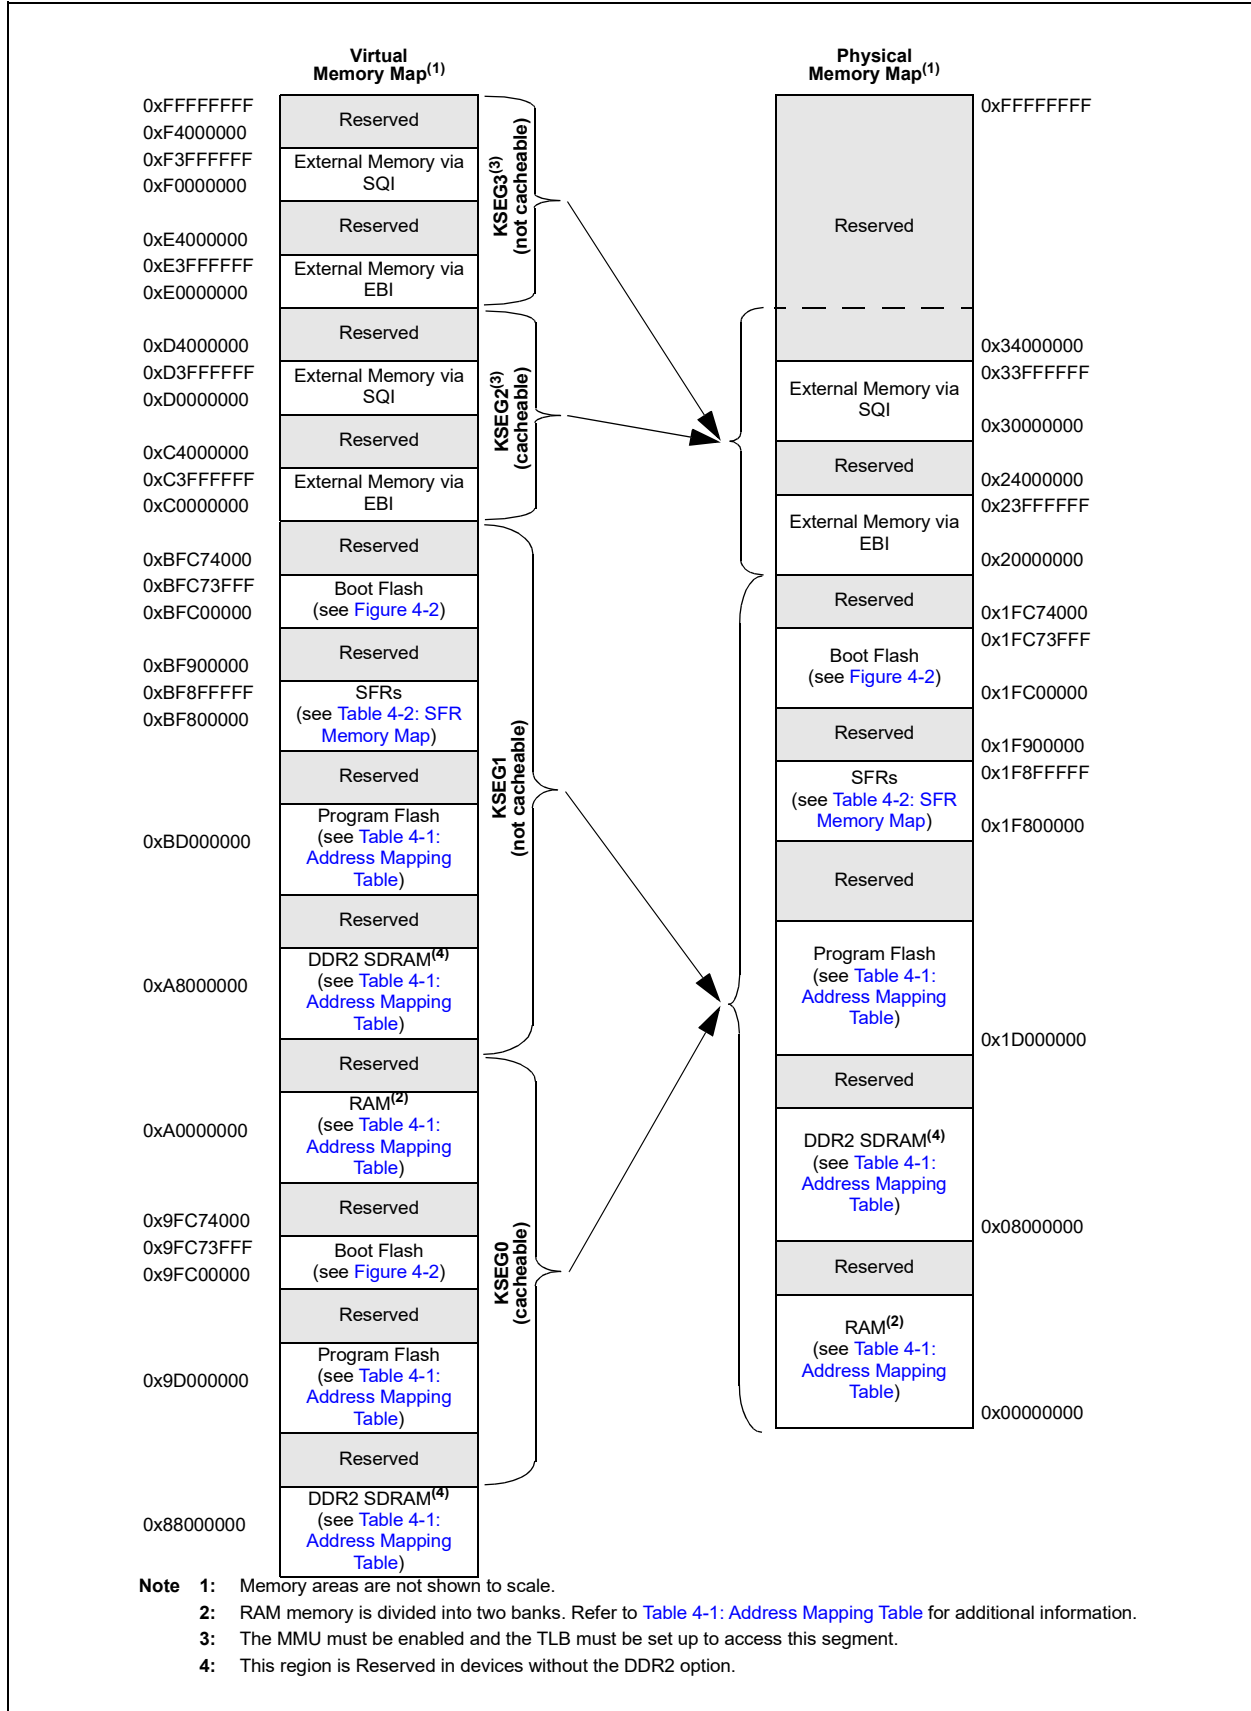 Virtual
Memory Map(1)
0xFFFFFFFF
Reserved
0xF4000000
0xF3FFFFFF
External Memory via
SQI
0xF0000000
Reserved
0xE4000000
0xE3FFFFFF
External Memory via
EBI
0xE0000000
KSEG3(3)
(not cacheable)
Reserved
0xD4000000
0xD3FFFFFF
External Memory via
SQI
0xD0000000
Reserved
0xC4000000
0xC3FFFFFF
External Memory via
EBI
0xC0000000
KSEG2(3)
(cacheable)
Reserved
0xBFC74000
0xBFC73FFF
Boot Flash
(see Figure 4-2)
0xBFC00000
Reserved
0xBF900000
0xBF8FFFFF
SFRs
(see Table 4-2: SFR
Memory Map)
0xBF800000
Reserved
Program Flash
(see Table 4-1:
Address Mapping
Table)
0xBD000000
Reserved
DDR2 SDRAM(4)
(see Table 4-1:
Address Mapping
Table)
0xA8000000
KSEG1
(not cacheable)
Reserved
RAM(2)
(see Table 4-1:
Address Mapping
Table)
0xA0000000
Reserved
0x9FC74000
0x9FC73FFF
Boot Flash
(see Figure 4-2)
0x9FC00000
Reserved
Program Flash
(see Table 4-1:
Address Mapping
Table)
0x9D000000
Reserved
DDR2 SDRAM(4)
(see Table 4-1:
Address Mapping
Table)
0x88000000
KSEG0
(cacheable)
Physical
Memory Map(1)
0xFFFFFFFF
Reserved
0x34000000
0x33FFFFFF
External Memory via
SQI
0x30000000
Reserved
0x24000000
0x23FFFFFF
External Memory via
EBI
0x20000000
Reserved
0x1FC74000
0x1FC73FFF
Boot Flash
(see Figure 4-2)
0x1FC00000
Reserved
0x1F900000
0x1F8FFFFF
SFRs
(see Table 4-2: SFR
Memory Map)
0x1F800000
Reserved
Program Flash
(see Table 4-1:
Address Mapping
Table)
0x1D000000
Reserved
DDR2 SDRAM(4)
(see Table 4-1:
Address Mapping
Table)
0x08000000
Reserved
RAM(2)
(see Table 4-1:
Address Mapping
Table)
0x00000000
Note 1: Memory areas are not shown to scale.
2: RAM memory is divided into two banks. Refer to Table 4-1: Address Mapping Table for additional information.
3: The MMU must be enabled and the TLB must be set up to access this segment.
4: This region is Reserved in devices without the DDR2 option.